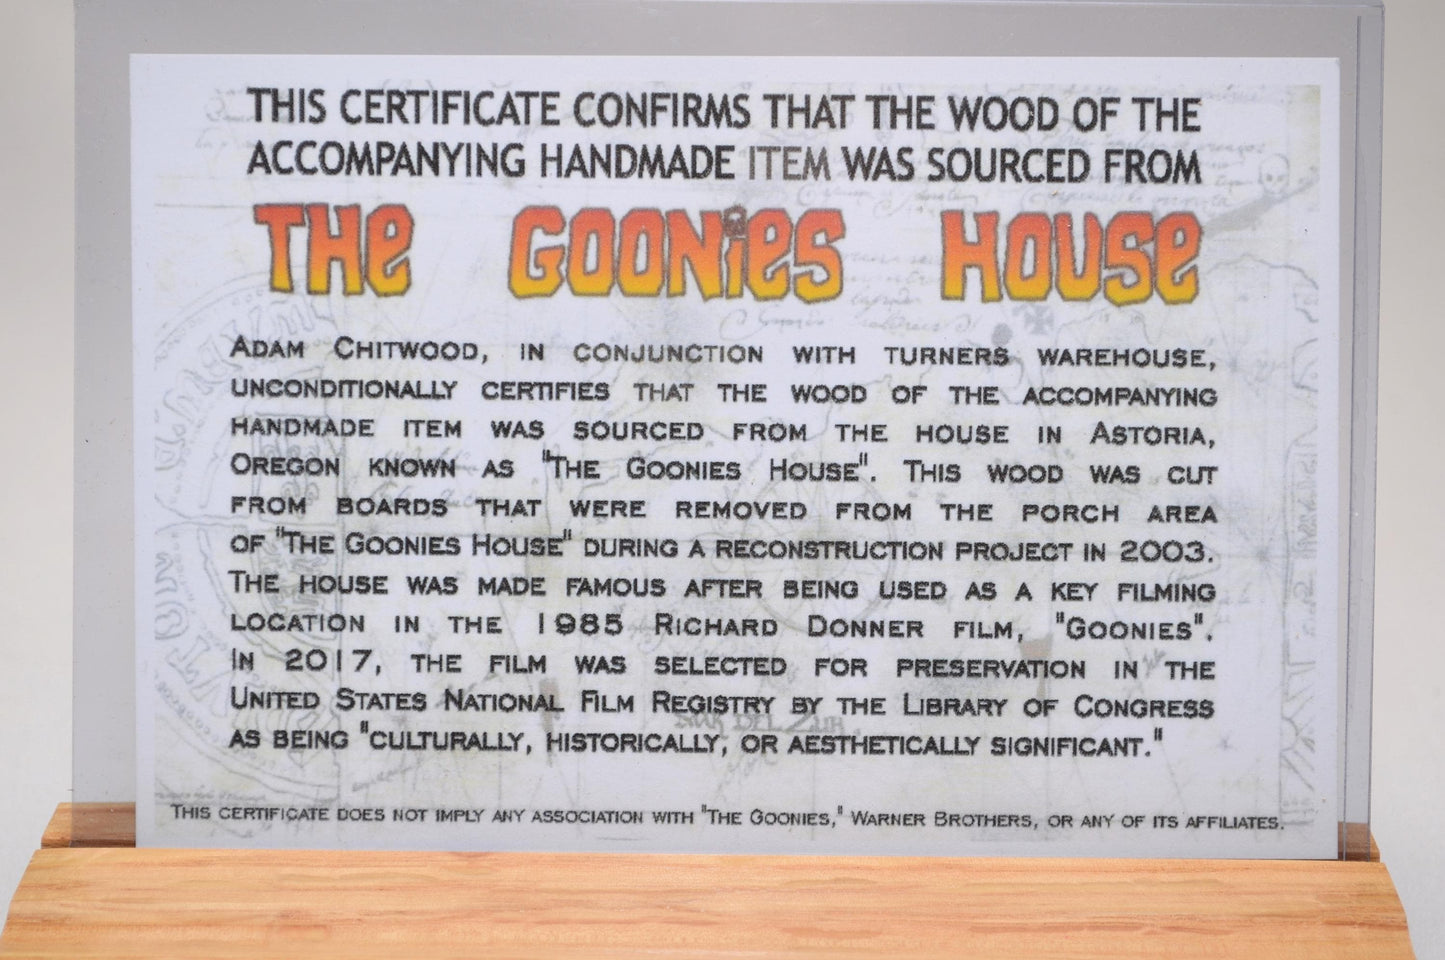 THIS CERTIFICATE CONFIRMS THAT THE WOOD OF THE
ACCOMPANYING HANDMADE ITEM WAS SOURCED FROM
THE GOONIES HOUSE
ADAM CHITWOOD, IN CONJUNCTION WITH TURNERS WAREHOUSE,
UNCONDITIONALLY CERTIFIES THAT THE WOOD OF THE ACCOMPANYING
HANDMADE ITEM WAS SOURCED FROM THE HOUSE IN ASTORIA,
OREGON KNOWN AS "THE GOONIES HOUSE". THIS WOOD WAS CUT
FROM BOARDS THAT WERE REMOVED FROM THE PORCH AREA
OF "THE GOONIES HOUSE" DURING A RECONSTRUCTION PROJECT IN 2003.
THE HOUSE WAS MADE FAMOUS AFTER BEING USED AS A KEY FILMING
LOCATION IN THE 1985 RICHARD DONNER FILM, "GOONIES".
IN 2017, THE FILM WAS SELECTED FOR PRESERVATION IN THE
UNITED STATES NATIONAL FILM REGISTRY BY THE LIBRARY OF CONGRESS
AS BEING "CULTURALLY, HISTORICALLY, OR AESTHETICALLY SIGNIFICANT."
THIS CERTIFICATE DOES NOT IMPLY ANY ASSOCIATION WITH "THE GOONIES," WARNER BROTHERS, OR ANY OF ITS AFFILIATES.